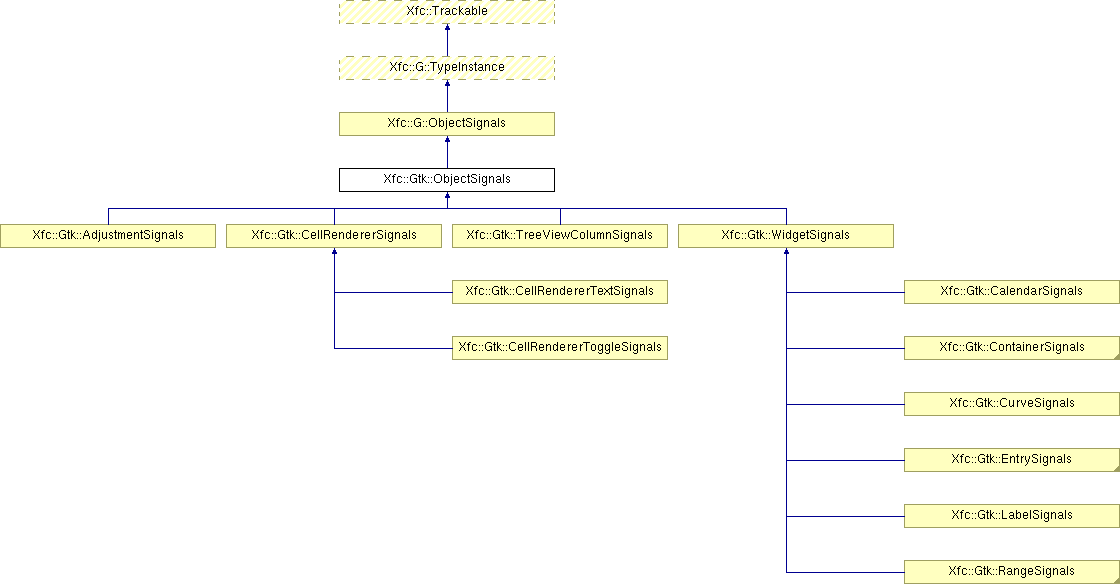 Xfc::Trackable
Xfc::G::TypeInstance
Xfc::G::ObjectSignals
Xfc::Gtk::ObjectSignals
Xfc::Gtk::AdjustmentSignals
Xfc::Gtk::CellRendererSignals
Xfc::Gtk::TreeViewColumnSignals
Xfc::Gtk::WidgetSignals
Xfc::Gtk::CellRendererTextSignals
Xfc::Gtk::CalendarSignals
Xfc::Gtk::CellRendererToggleSignals
Xfc::Gtk::ContainerSignals
Xfc::Gtk::CurveSignals
Xfc::Gtk::EntrySignals
Xfc::Gtk::LabelSignals
Xfc::Gtk::RangeSignals